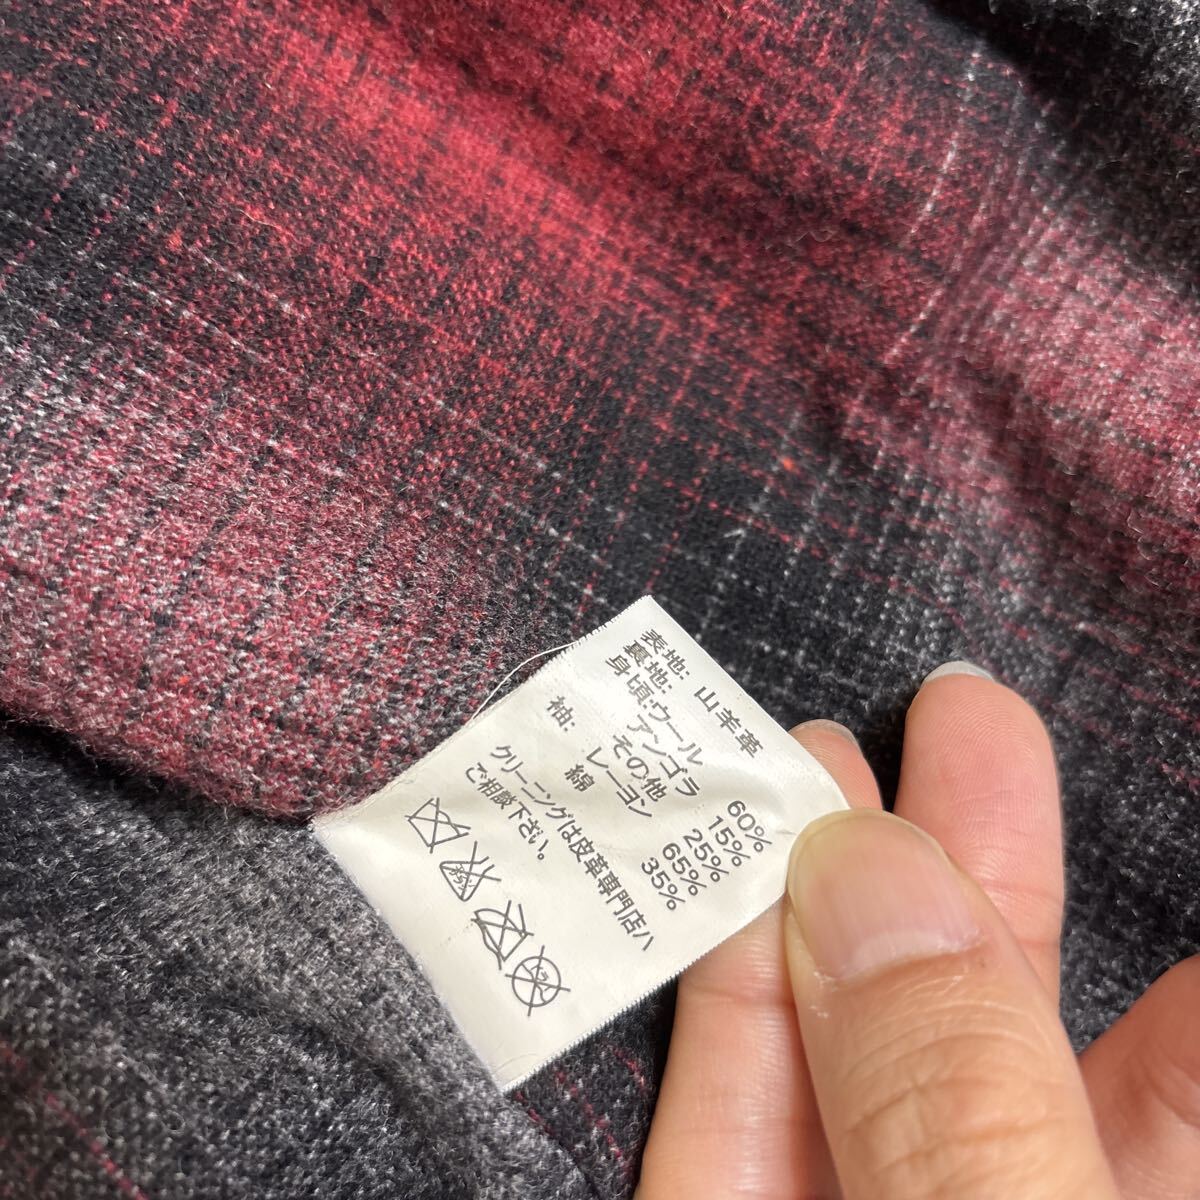 表地: 山羊革
裏地:
身頃:ウール 60%
アンゴラ 15%
その他 25%
袖: レーヨン 65%
綿 35%
クリーニングは皮革専門店ハ
ご相談下さい。